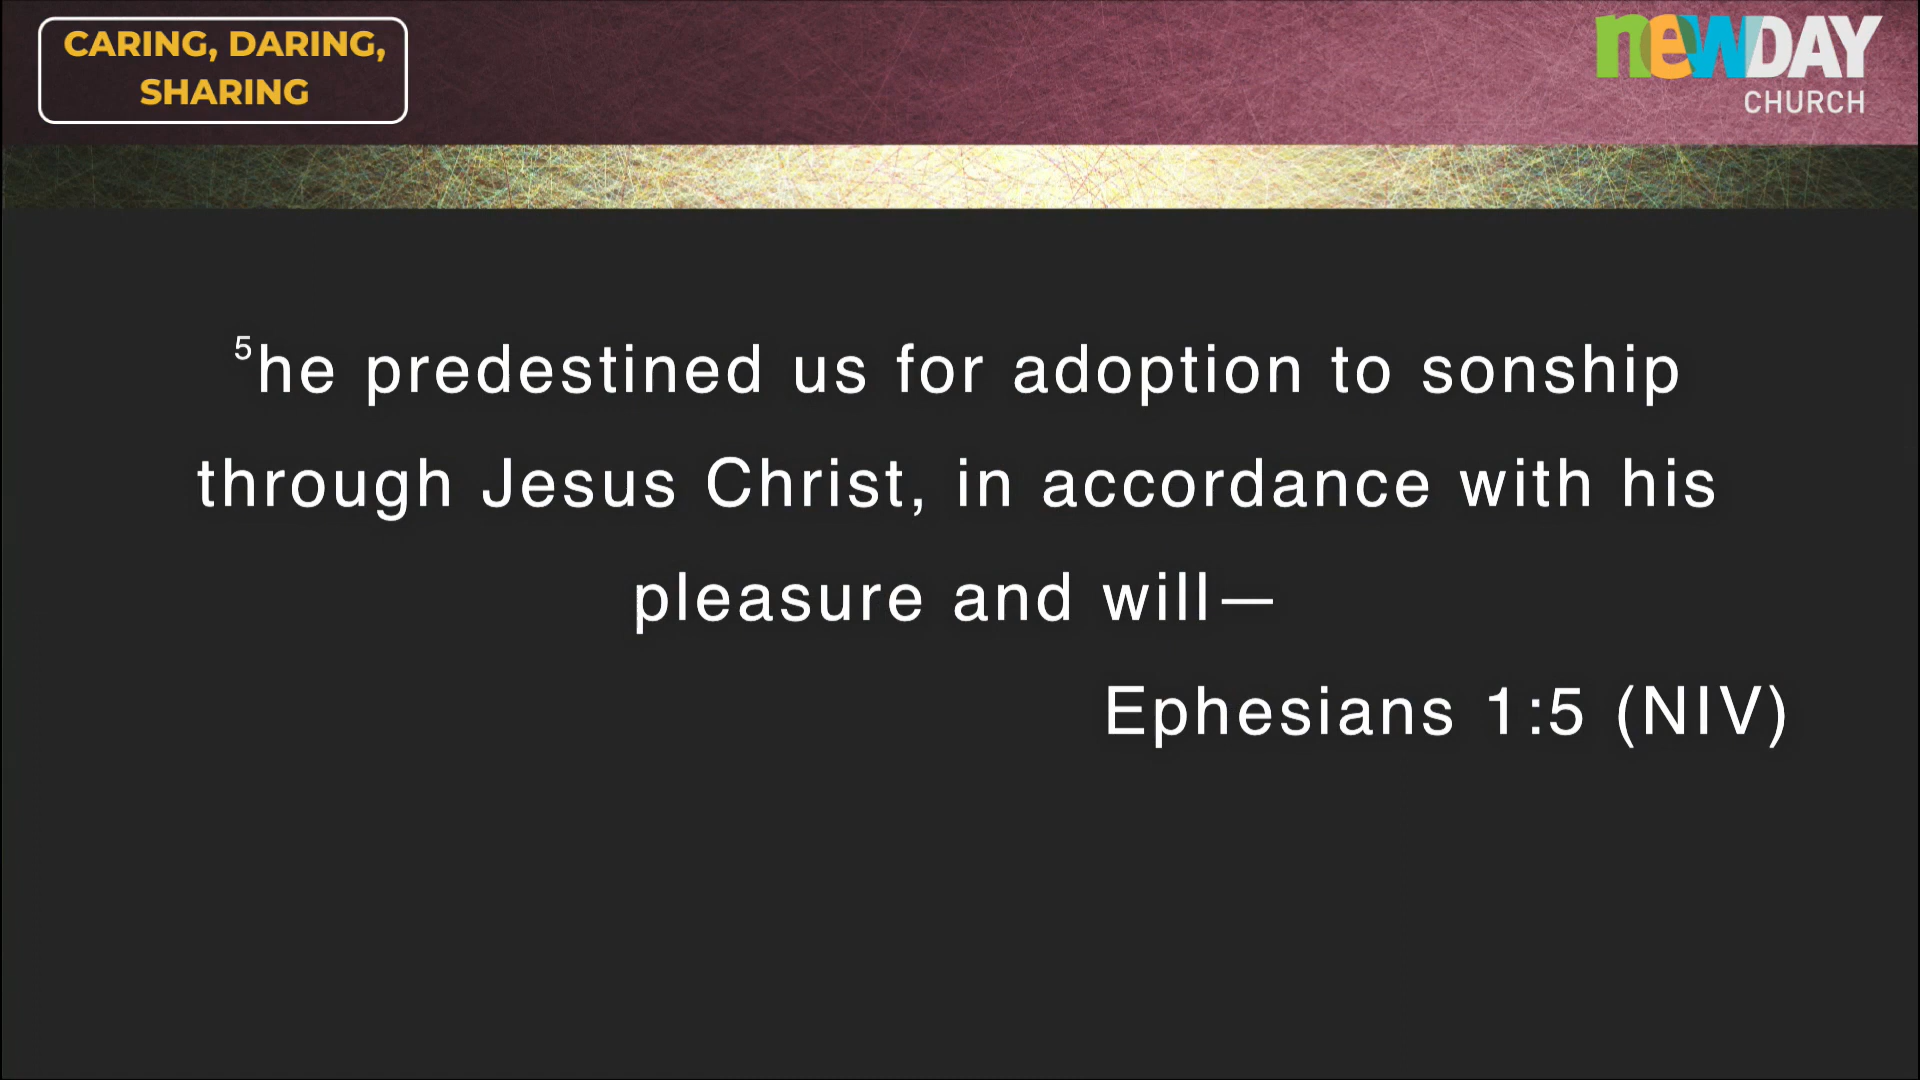 CARING, DARING,
SHARING
newDAY
CHURCH
⁵he predestined us for adoption to sonship
through Jesus Christ, in accordance with his
pleasure and will—
Ephesians 1:5 (NIV)